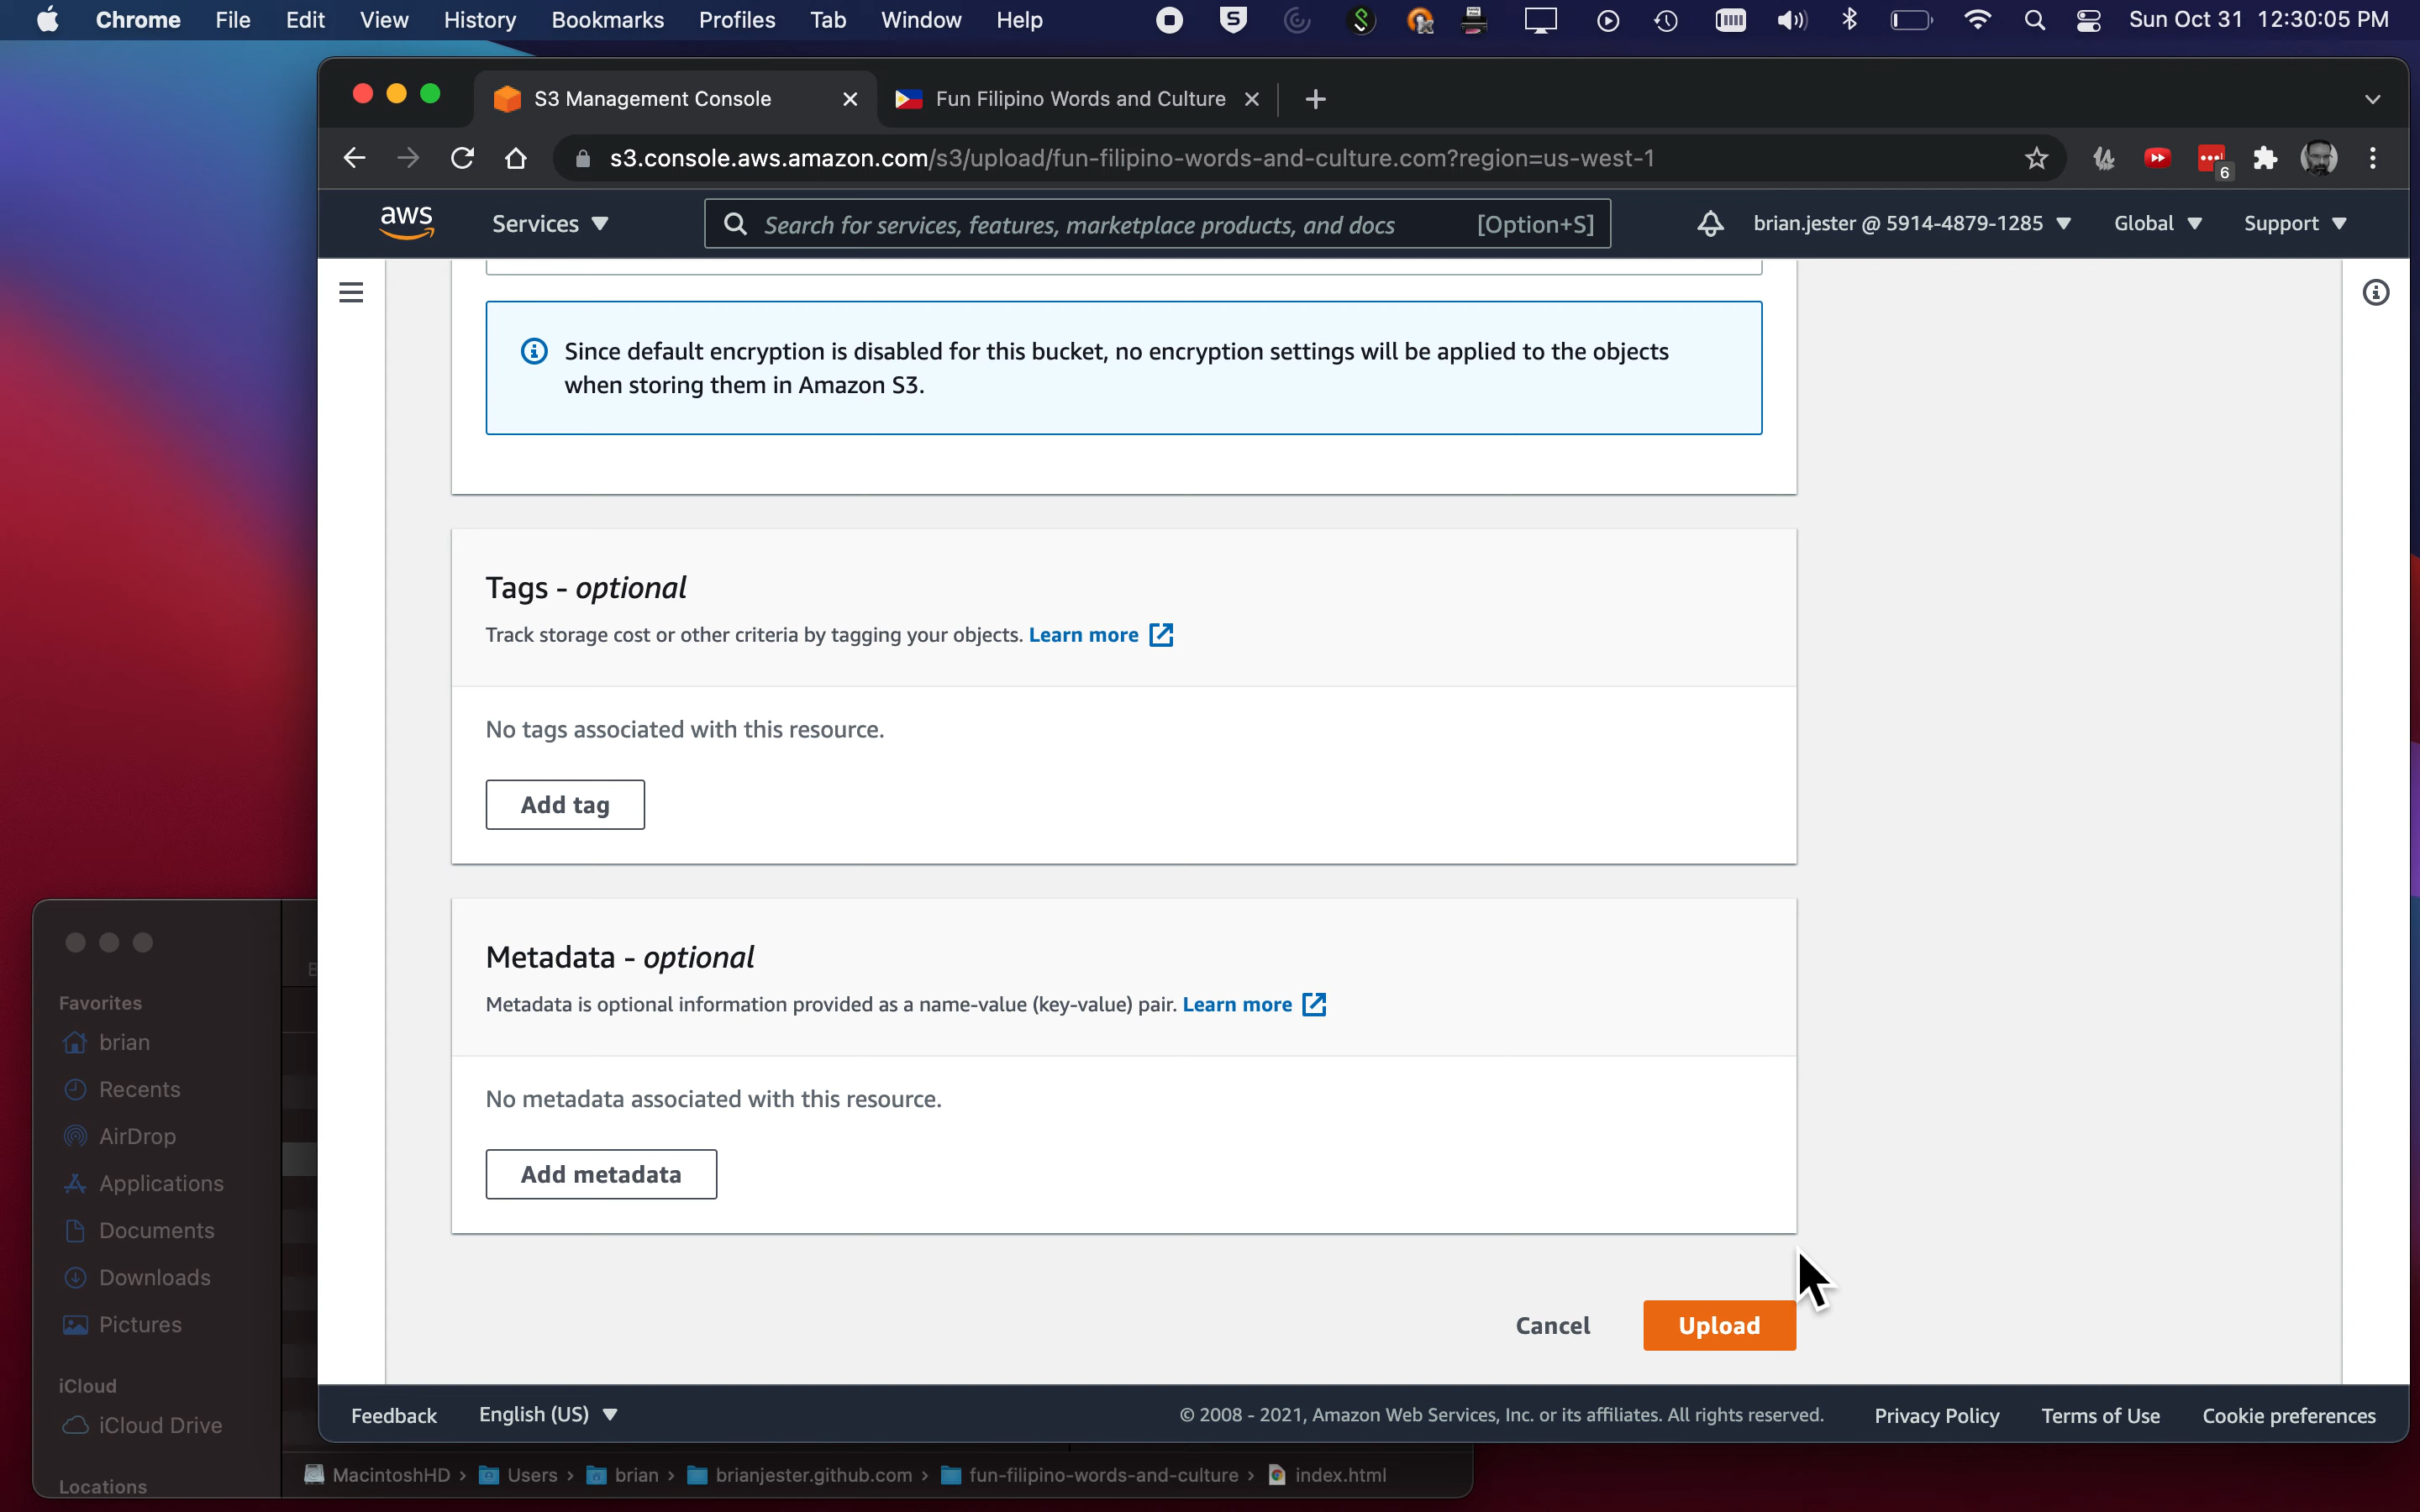 Chrome File Edit View History Bookmarks Profiles Tab Window Help Sun Oct 31 12:30:05 PM
S3 Management Console
Fun Filipino Words and Culture
s3.console.aws.amazon.com/s3/upload/fun-filipino-words-and-culture.com?region=us-west-1
6
aws
Services
Search for services, features, marketplace products, and docs
[Option+S]
brian.jester @ 5914-4879-1285
Global
Support
Since default encryption is disabled for this bucket, no encryption settings will be applied to the objects
when storing them in Amazon S3.
Tags - optional
Track storage cost or other criteria by tagging your objects. Learn more
No tags associated with this resource.
Add tag
Metadata - optional
Metadata is optional information provided as a name-value (key-value) pair. Learn more
No metadata associated with this resource.
Add metadata
Cancel
Upload
Feedback
English (US)
© 2008 - 2021, Amazon Web Services, Inc. or its affiliates. All rights reserved.
Privacy Policy
Terms of Use
Cookie preferences
Favorites
brian
Recents
AirDrop
Applications
Documents
Downloads
Pictures
iCloud
iCloud Drive
Locations
MacintoshHD › Users › brian › brianjester.github.com › fun-filipino-words-and-culture › index.html